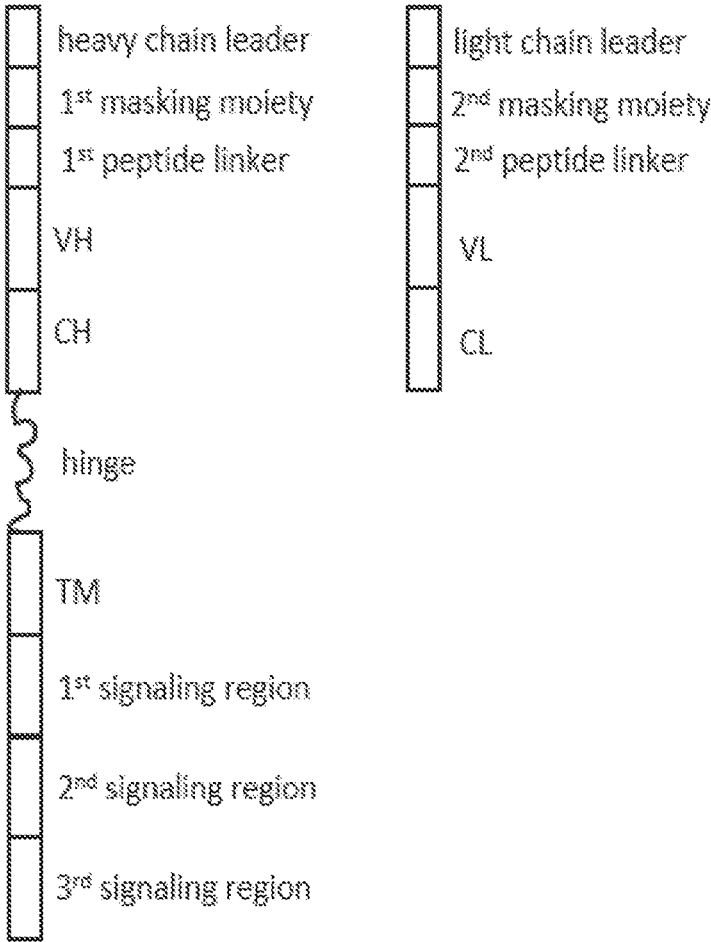 heavy chain leader
1st masking moiety
1st peptide linker
VH
CH
hinge
TM
1st signaling region
2nd signaling region
3rd signaling region
light chain leader
2nd masking moiety
2nd peptide linker
VL
CL